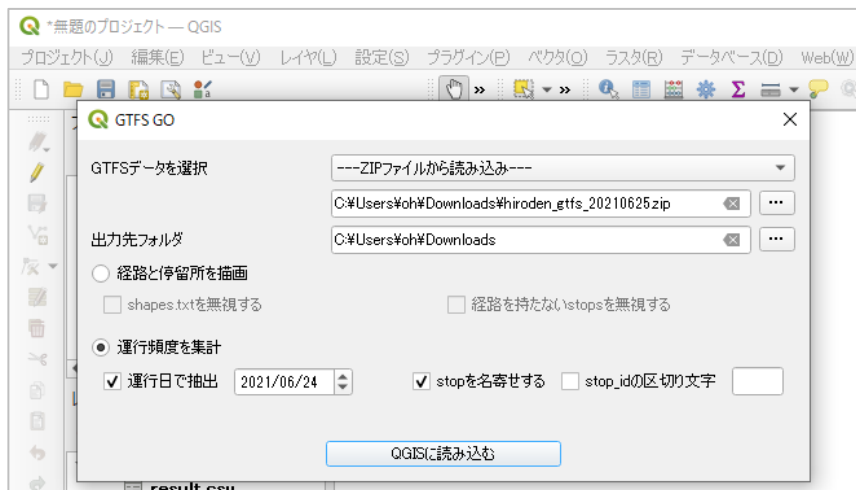 *無題のプロジェクト — QGIS
プロジェクト(J) 編集(E) ビュー(V) レイヤ(L) 設定(S) プラグイン(P) ベクタ(O) ラスタ(R) データベース(D) Web(W)
GTFS GO
GTFSデータを選択 ---ZIPファイルから読み込み---
C:¥Users¥oh¥Downloads¥hiroden_gtfs_20210625.zip ...
出力先フォルダ C:¥Users¥oh¥Downloads ...
経路と停留所を描画
shapes.txtを無視する 経路を持たないstopsを無視する
運行頻度を集計
運行日で抽出 2021/06/24 stopを名寄せする stop_idの区切り文字
QGISに読み込む
result.csv